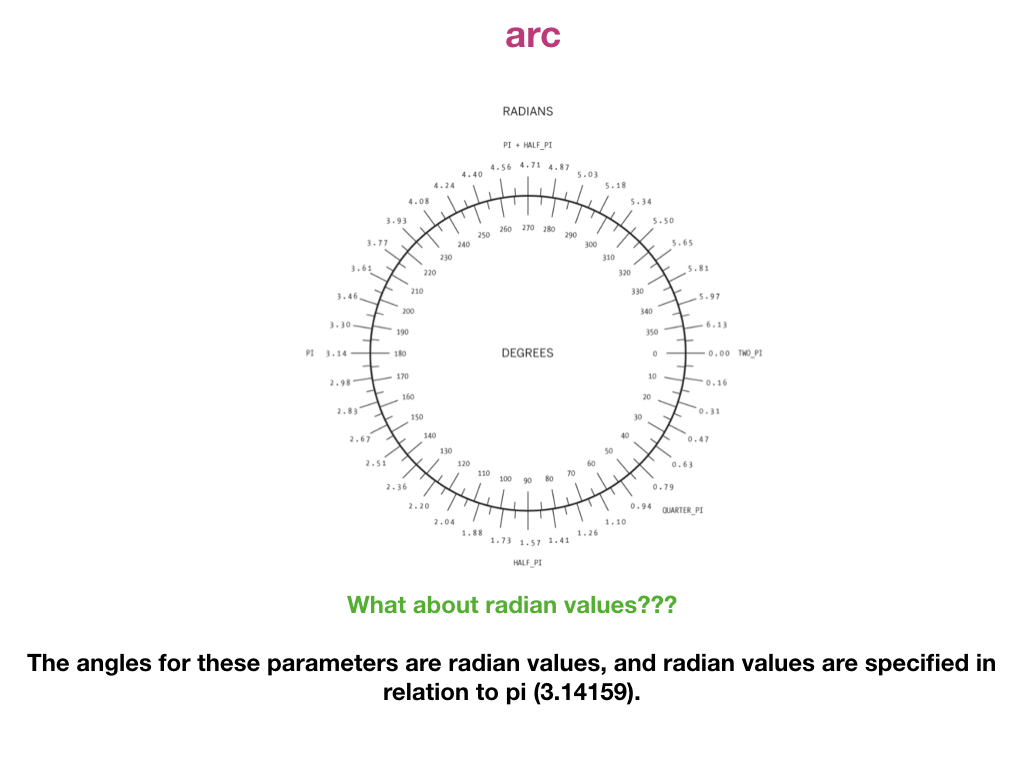 arc
RADIANS
PI + HALF_PI
4.56 4.71 4.87
4.40 5.03
4.24 5.18
4.08 5.34
3.93 5.50
260 270 280
250 290
240 300
3.77 5.65
230 310
3.61 5.81
220 320
210 330
3.46 5.97
200 340
3.30 6.13
190 350
PI 3.14 180 DEGREES 0 0.00 TWO_PI
170 10
2.98 0.16
160 20
2.83 0.31
150 30
140 40
2.67 0.47
130 50
2.51 0.63
120 60
110 70
100 90 80
2.36 0.79
2.20 0.94 QUARTER_PI
2.04 1.10
1.88 1.26
1.73 1.57 1.41
HALF_PI
What about radian values???
The angles for these parameters are radian values, and radian values are specified in
relation to pi (3.14159).